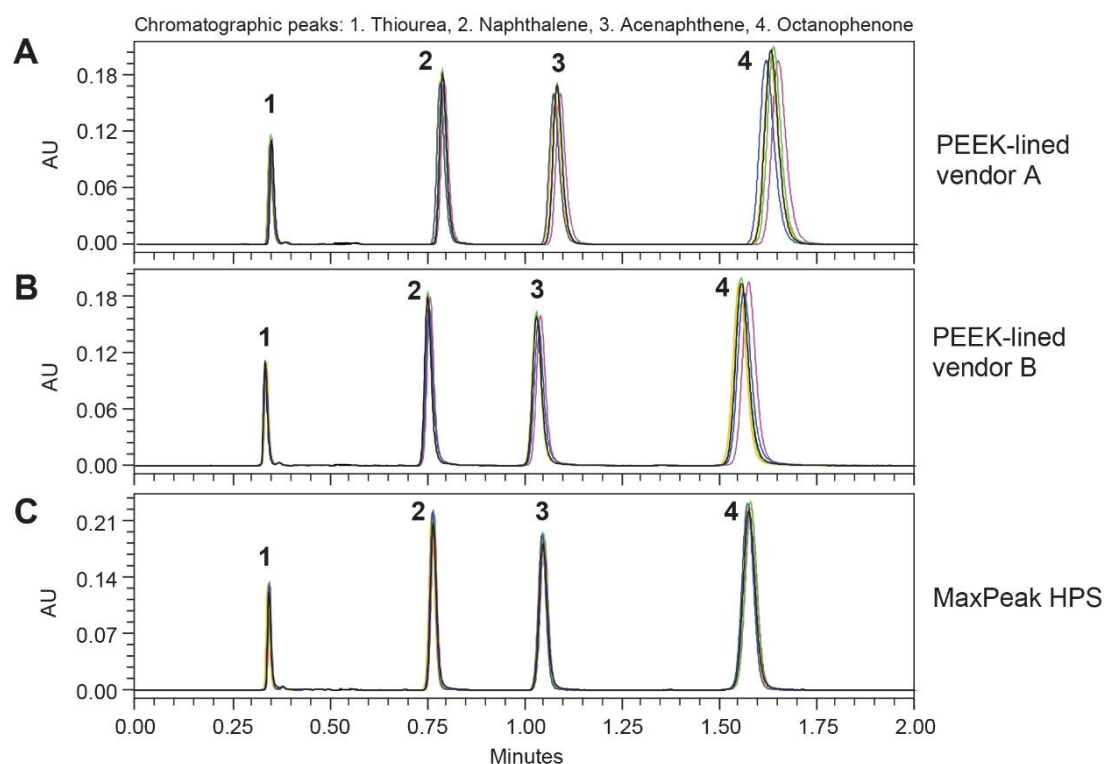 Chromatographic peaks: 1. Thiourea, 2. Naphthalene, 3. Acenaphthene, 4. Octanophenone
A
0.18
0.12
0.06
0.00
AU
1
2
3
4
PEEK-lined
vendor A
B
0.18
0.12
0.06
0.00
AU
1
2
3
4
PEEK-lined
vendor B
C
0.21
0.14
0.07
0.00
AU
1
2
3
4
MaxPeak HPS
0.00 0.25 0.50 0.75 1.00 1.25 1.50 1.75 2.00
Minutes